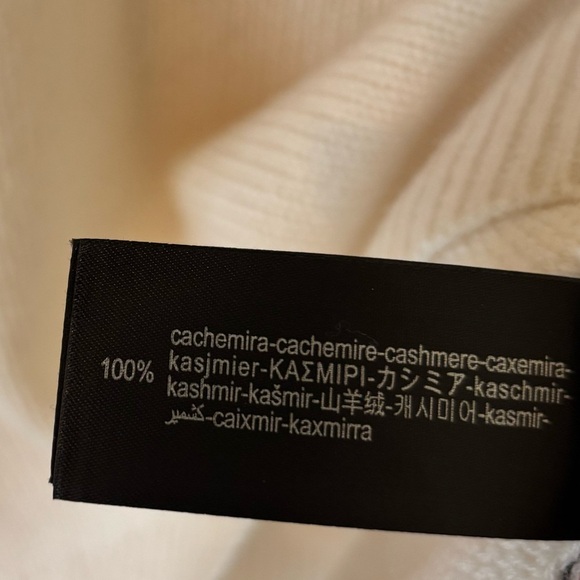 cachemira-cachemire-cashmere-caxemira-
100% kasjmier-ΚΑΣΜΙΡΙ-カシミア-kaschmir-
kashmir-kašmir-山羊绒-캐시미어-kasmir-
كشمير-caixmir-kaxmirra